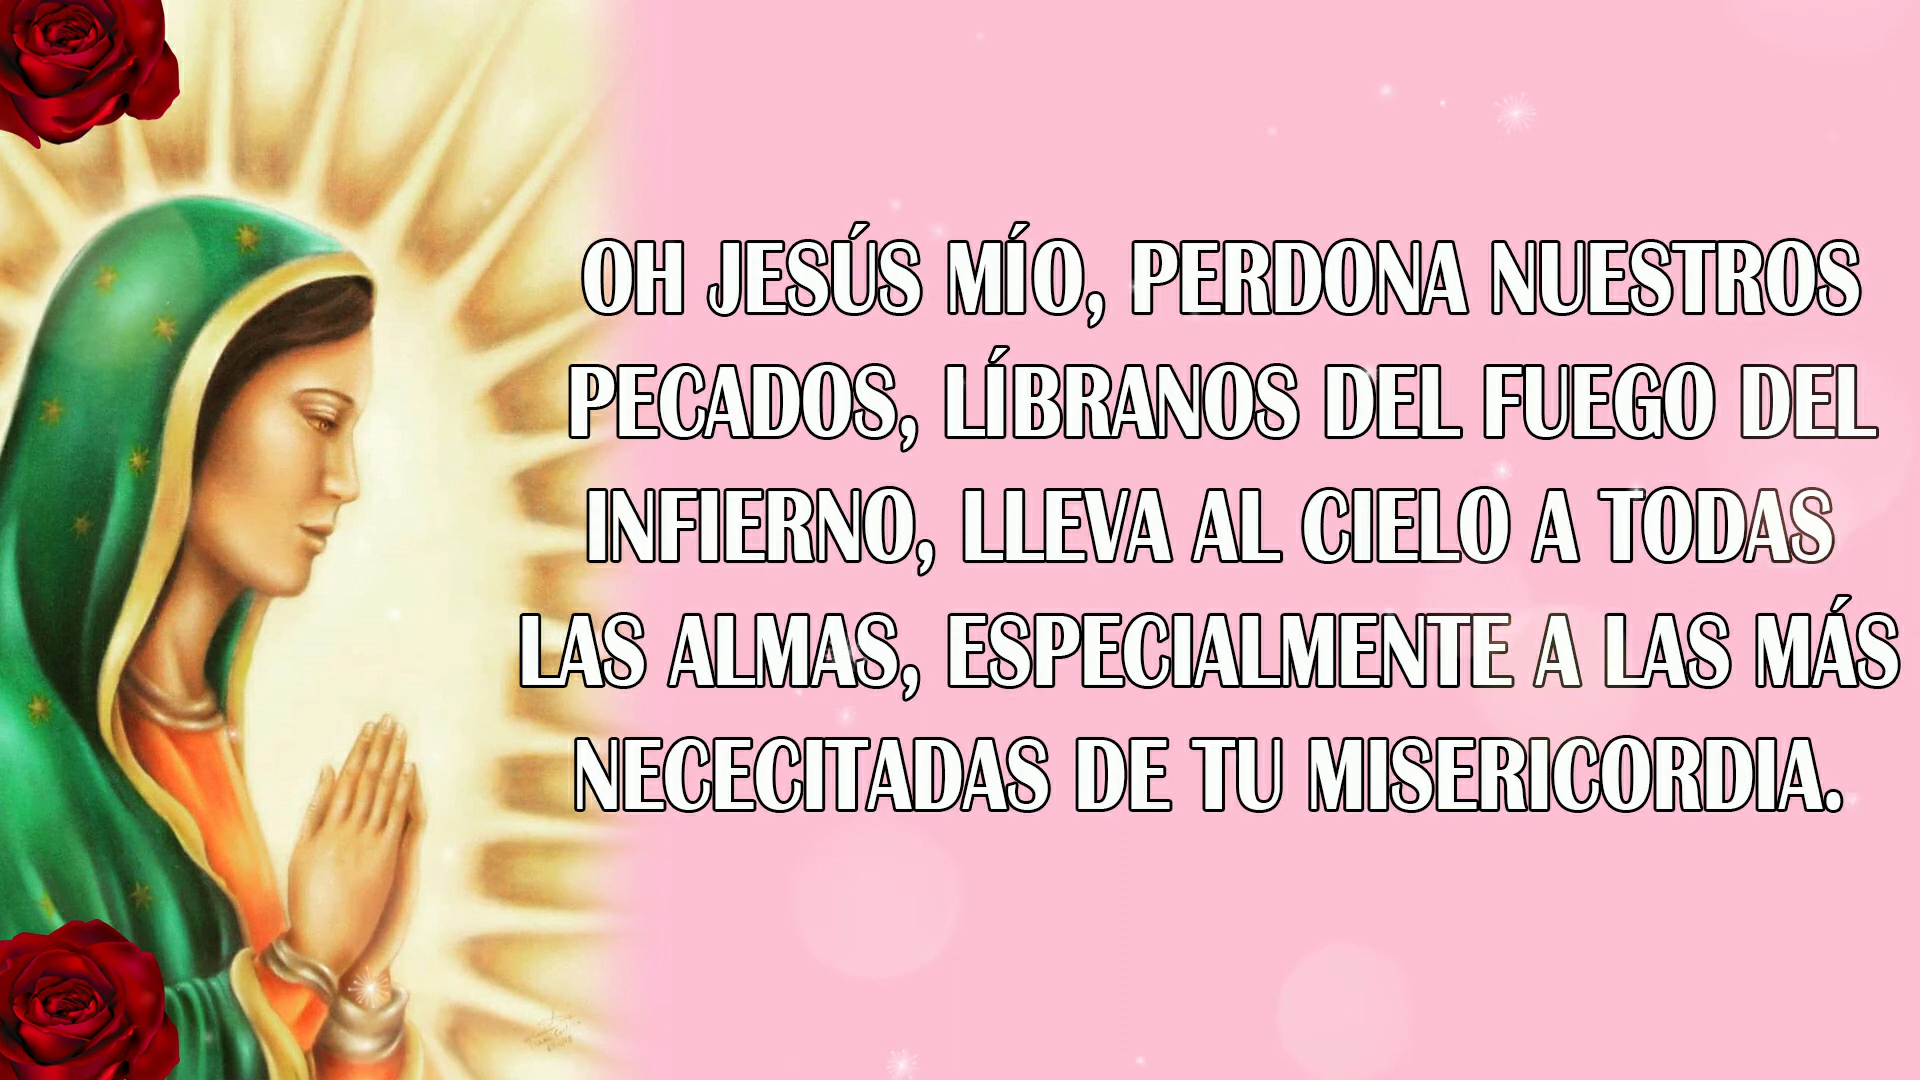 OH JESÚS MÍO, PERDONA NUESTROS
PECADOS, LÍBRANOS DEL FUEGO DEL
INFIERNO, LLEVA AL CIELO A TODAS
LAS ALMAS, ESPECIALMENTE A LAS MÁS
NECECITADAS DE TU MISERICORDIA.